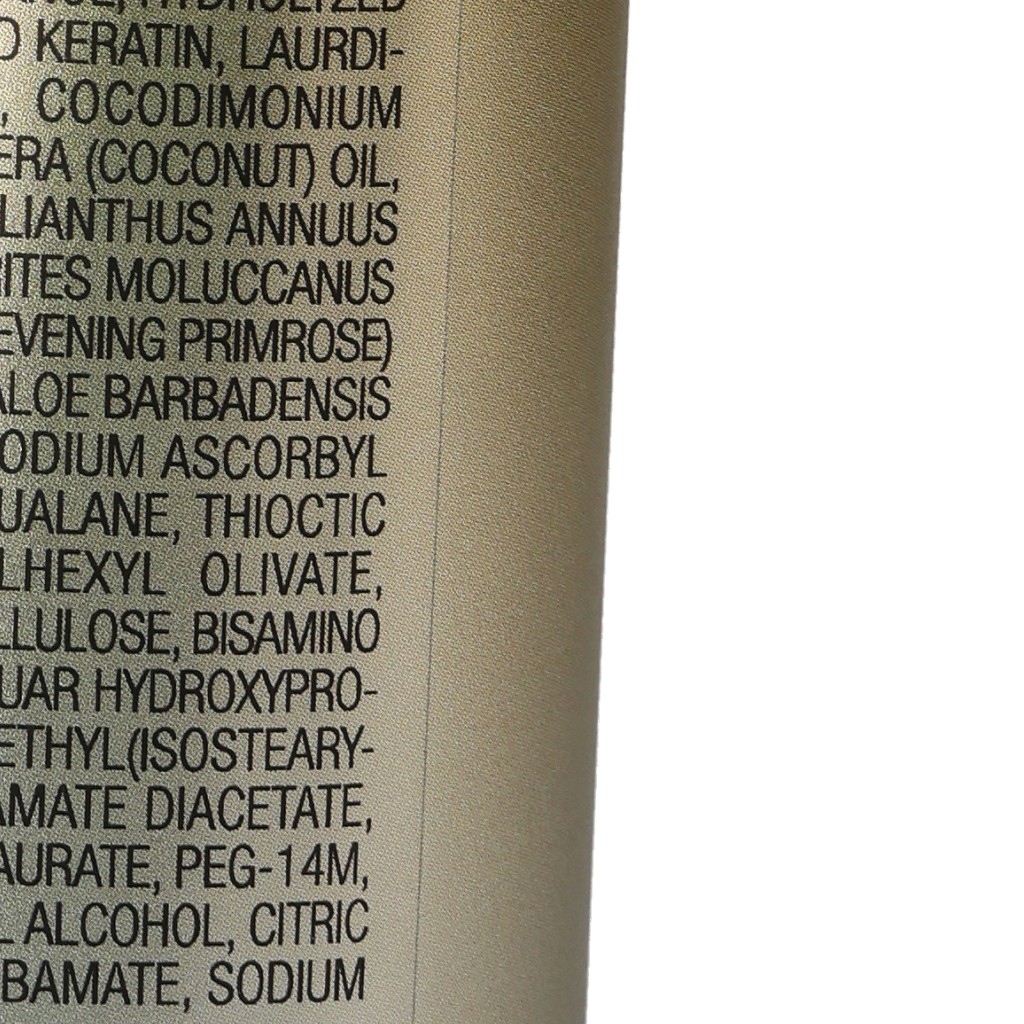 HYDROLYZED
KERATIN, LAURDI-
, COCODIMONIUM
ERA (COCONUT) OIL,
LIANTHUS ANNUUS
ITES MOLUCCANUS
EVENING PRIMROSE)
ALOE BARBADENSIS
ODIUM ASCORBYL
UALANE, THIOCTIC
LHEXYL OLIVATE,
LLULOSE, BISAMINO
UAR HYDROXYPRO-
ETHYL(ISOSTEARY-
AMATE DIACETATE,
AURATE, PEG-14M,
L ALCOHOL, CITRIC
BAMATE, SODIUM